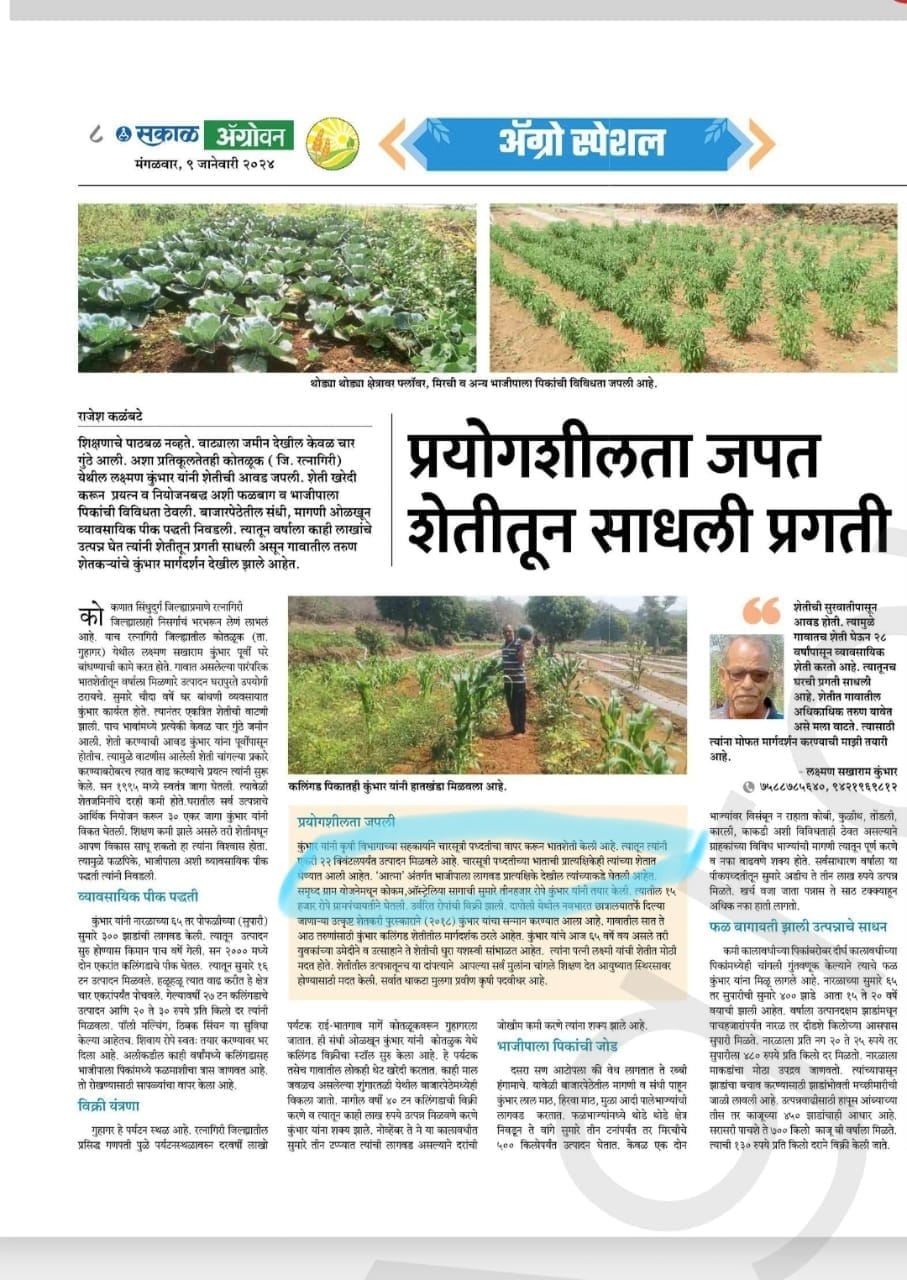 ८ सकाळ ॲग्रोवन
मंगळवार, ९ जानेवारी २०२४
ॲग्रो स्पेशल
थोड्या थोड्या क्षेत्रावर फ्लॉवर, मिरची व अन्य भाजीपाला पिकांची विविधता जपली आहे.
राजेश कळंबटे
शिक्षणाचे पाठबळ नव्हते. वाट्याला जमीन देखील केवळ चार
गुंठे आली. अशा प्रतिकूलतेतही कोतळूक ( जि. रत्नागिरी)
येथील लक्ष्मण कुंभार यांनी शेतीची आवड जपली. शेती खरेदी
करून प्रयत्न व नियोजनबद्ध अशी फळबाग व भाजीपाला
पिकांची विविधता ठेवली. बाजारपेठेतील संधी, मागणी ओळखून
व्यावसायिक पीक पद्धती निवडली. त्यातून वर्षाला काही लाखांचे
उत्पन्न घेत त्यांनी शेतीतून प्रगती साधली असून गावातील तरुण
शेतकऱ्यांचे कुंभार मार्गदर्शन देखील झाले आहेत.
प्रयोगशीलता जपत
शेतीतून साधली प्रगती
कोकणात सिंधुदुर्ग जिल्ह्याप्रमाणे रत्नागिरी
जिल्ह्यालाही निसर्गाचं भरभरून लेणं लाभलं
आहे. याच रत्नागिरी जिल्ह्यातील कोतळूक (ता.
गुहागर) येथील लक्ष्मण सखाराम कुंभार पूर्वी घरे
बांधण्याची कामे करत होते. गावात असलेल्या पारंपरिक
भातशेतीतून वर्षाला मिळणारे उत्पादन घरापुरते उपयोगी
ठरायचे. सुमारे चौदा वर्षे घर बांधणी व्यवसायात
कुंभार कार्यरत होते. त्यानंतर एकत्रित शेतीची वाटणी
झाली. पाच भावांमध्ये प्रत्येकी केवळ चार गुंठे जमीन
आली. शेती करण्याची आवड कुंभार यांना पूर्वीपासून
होतीच. त्यामुळे वाटणीस आलेली शेती चांगल्या प्रकारे
करण्याबरोबरच त्यात वाढ करण्याचे प्रयत्न त्यांनी सुरू
केले. सन १९९५ मध्ये स्वतंत्र जागा घेतली. त्यावेळी
शेतजमिनींचे दरही कमी होते.घरातील सर्व उत्पन्नाचे
आर्थिक नियोजन करून ३० एकर जागा कुंभार यांनी
विकत घेतली. शिक्षण कमी झाले असले तरी शेतीमधून
आपण विकास साधू शकतो हा त्यांना विश्वास होता.
त्यामुळे फळपिके, भाजीपाला अशी व्यावसायिक पीक
पद्धती त्यांनी निवडली.
व्यावसायिक पीक पद्धती
कुंभार यांनी नारळाच्या ६५ तर पोफळीच्या (सुपारी)
सुमारे ३०० झाडांची लागवड केली. त्यातून उत्पादन
सुरु होण्यास किमान पाच वर्षे गेली. सन २००० मध्ये
दोन एकरांत कलिंगडाचे पीक घेतल. त्यातून सुमारे १६
टन उत्पादन मिळवले. हळूहळू त्यात वाढ करीत हे क्षेत्र
चार एकरांपर्यंत पोचवले. गेल्यावर्षी २७ टन कलिंगडाचे
उत्पादन आणि २० ते ३० रुपये प्रति किलो दर त्यांनी
मिळवला. पॉली मल्चिंग, ठिबक सिंचन या सुविधा
केल्या आहेतच. शिवाय रोपे स्वतः तयार करण्यावर भर
दिला आहे. अलीकडील काही वर्षांमध्ये कलिंगडासह
भाजीपाला पिकांमध्ये फळमाशीचा त्रास जाणवत आहे.
तो रोखण्यासाठी सापळ्यांचा वापर केला आहे.
विक्री यंत्रणा
गुहागर हे पर्यटन स्थळ आहे. रत्नागिरी जिल्ह्यातील
प्रसिद्ध गणपती पुळे पर्यटनस्थळावरून दरवर्षी लाखो
कलिंगड पिकातही कुंभार यांनी हातखंडा मिळवला आहे.
प्रयोगशीलता जपली
कुंभार यांनी कृषी विभागाच्या सहकार्याने चारसूत्री पध्दतीचा वापर करून भातशेती केली आहे. त्यातून त्यांनी
एकरी २२ क्विंटलपर्यंत उत्पादन मिळवले आहे. चारसूत्री पध्दतीच्या भाताची प्रात्यक्षिकेही त्यांच्या शेतात
घेण्यात आली आहेत. 'आत्मा' अंतर्गत भाजीपाला लागवड प्रात्यक्षिके देखील त्यांच्याकडे घेतली आहेत.
समृध्द ग्राम योजनेमधून कोकम,ऑस्ट्रेलिया सागाची सुमारे तीनहजार रोपे कुंभार यांनी तयार केली. त्यातील १५
हजार रोपे ग्रामपंचायतीने घेतली. उर्वरित रोपांची विक्री झाली. दापोली येथील नवभारत छात्रालयातर्फे दिल्या
जाणाऱ्या उत्कृष्ट शेतकरी पुरस्काराने (२०१८) कुंभार यांचा सन्मान करण्यात आला आहे. गावातील सात ते
आठ तरुणांसाठी कुंभार कलिंगड शेतीतील मार्गदर्शक ठरले आहेत. कुंभार यांचे आज ६५ वर्षे वय असले तरी
युवकांच्या उमेदीने व उत्साहाने ते शेतीची धुरा यशस्वी सांभाळत आहेत. त्यांना पत्नी लक्ष्मी यांची शेतीत मोठी
मदत होते. शेतीतील उत्पन्नातूनच या दांपत्याने आपल्या सर्व मुलांना चांगले शिक्षण देत आयुष्यात स्थिरसावर
होण्यासाठी मदत केली. सर्वात धाकटा मुलगा प्रवीण कृषी पदवीधर आहे.
पर्यटक राई-भातगाव मार्गे कोतळूकवरून गुहागरला
जातात. ही संधी ओळखून कुंभार यांनी कोतळुक येथे
कलिंगड विक्रीचा स्टॉल सुरु केला आहे. हे पर्यटक
तसेच गावातील लोकही थेट खरेदी करतात. काही माल
जवळच असलेल्या शृंगारतळी येथील बाजारपेठेमध्येही
विकला जातो. मागील वर्षी ४० टन कलिंगडाची विक्री
करणे व त्यातून काही लाख रुपये उत्पन्न मिळवणे करणे
कुंभार यांना शक्य झाले. नोव्हेंबर ते मे या कालावधीत
सुमारे तीन टप्प्यात त्यांची लागवड असल्याने दरांची
जोखीम कमी करणे त्यांना शक्य झाले आहे.
भाजीपाला पिकांची जोड
दसरा सण आटोपला की वेध लागतात ते रब्बी
हंगामाचे. यावेळी बाजारपेठेतील मागणी व संधी पाहून
कुंभार लाल माठ, हिरवा माठ, मुळा आदी पालेभाज्यांची
लागवड करतात. फळभाज्यांमध्ये थोडे थोडे क्षेत्र
निवडून ते वांगे सुमारे तीन टनांपर्यंत तर मिरचीचे
५०० किलोपर्यंत उत्पादन घेतात. केवळ एक दोन
शेतीची सुरवातीपासून
आवड होती. त्यामुळे
गावातच शेती घेऊन २८
वर्षांपासून व्यावसायिक
शेती करतो आहे. त्यातूनच
घरची प्रगती साधली
आहे. शेतीत गावातील
अधिकाधिक तरुण यावेत
असे मला वाटते. त्यासाठी
त्यांना मोफत मार्गदर्शन करण्याची माझी तयारी
आहे.
- लक्ष्मण सखाराम कुंभार
७५८८७८५६४०, ९४२१९६९८१२
भाज्यांवर विसंबून न राहाता कोबी, कुळीथ, तोंडली,
कारली, काकडी अशी विविधताही ठेवत असल्याने
ग्राहकांच्या विविध भाज्यांची मागणी त्यातून पूर्ण करणे
व नफा वाढवणे शक्य होते. सर्वसाधारण वर्षाला या
पीकपद्धतीतून सुमारे अडीच ते तीन लाख रुपये उत्पन्न
मिळते. खर्च वजा जाता पन्नास ते साठ टक्क्याहून
अधिक नफा हाती लागतो.
फळ बागायती झाली उत्पन्नाचे साधन
कमी कालावधीच्या पिकांबरोबर दीर्घ कालावधीच्या
पिकांमध्येही चांगली गुंतवणूक केल्याने त्याचे फळ
कुंभार यांना मिळू लागले आहे. नारळाच्या सुमारे ६५
तर सुपारीची सुमारे ४०० झाडे आता १५ ते २० वर्षे
वयाची झाली आहेत. वर्षाला उत्पादनक्षम झाडांमधून
पाचहजारांपर्यंत नारळ तर दीडशे किलोच्या आसपास
सुपारी मिळते. नारळाला प्रति नग २० ते २५ रुपये तर
सुपारीला ४८० रुपये प्रति किलो दर मिळतो. नारळाला
माकडांचा मोठा उपद्रव जाणवतो. त्यांच्यापासून
झाडांचा बचाव करण्यासाठी झाडांभोवती मच्छीमारीची
जाळी लावली आहे. उत्पन्नवाढीसाठी हापूस आंब्याच्या
तीस तर काजूच्या ४५० झाडांचाही आधार आहे.
सरासरी पाचशे ते ७०० किलो काजू बी वर्षाला मिळते.
त्याची १३० रुपये प्रति किलो दराने विक्री केली जाते.